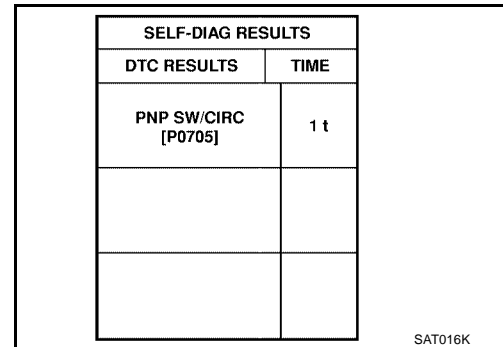 SELF-DIAG RESULTS
DTC RESULTS TIME
PNP SW/CIRC 1 t
[P0705]
SAT016K